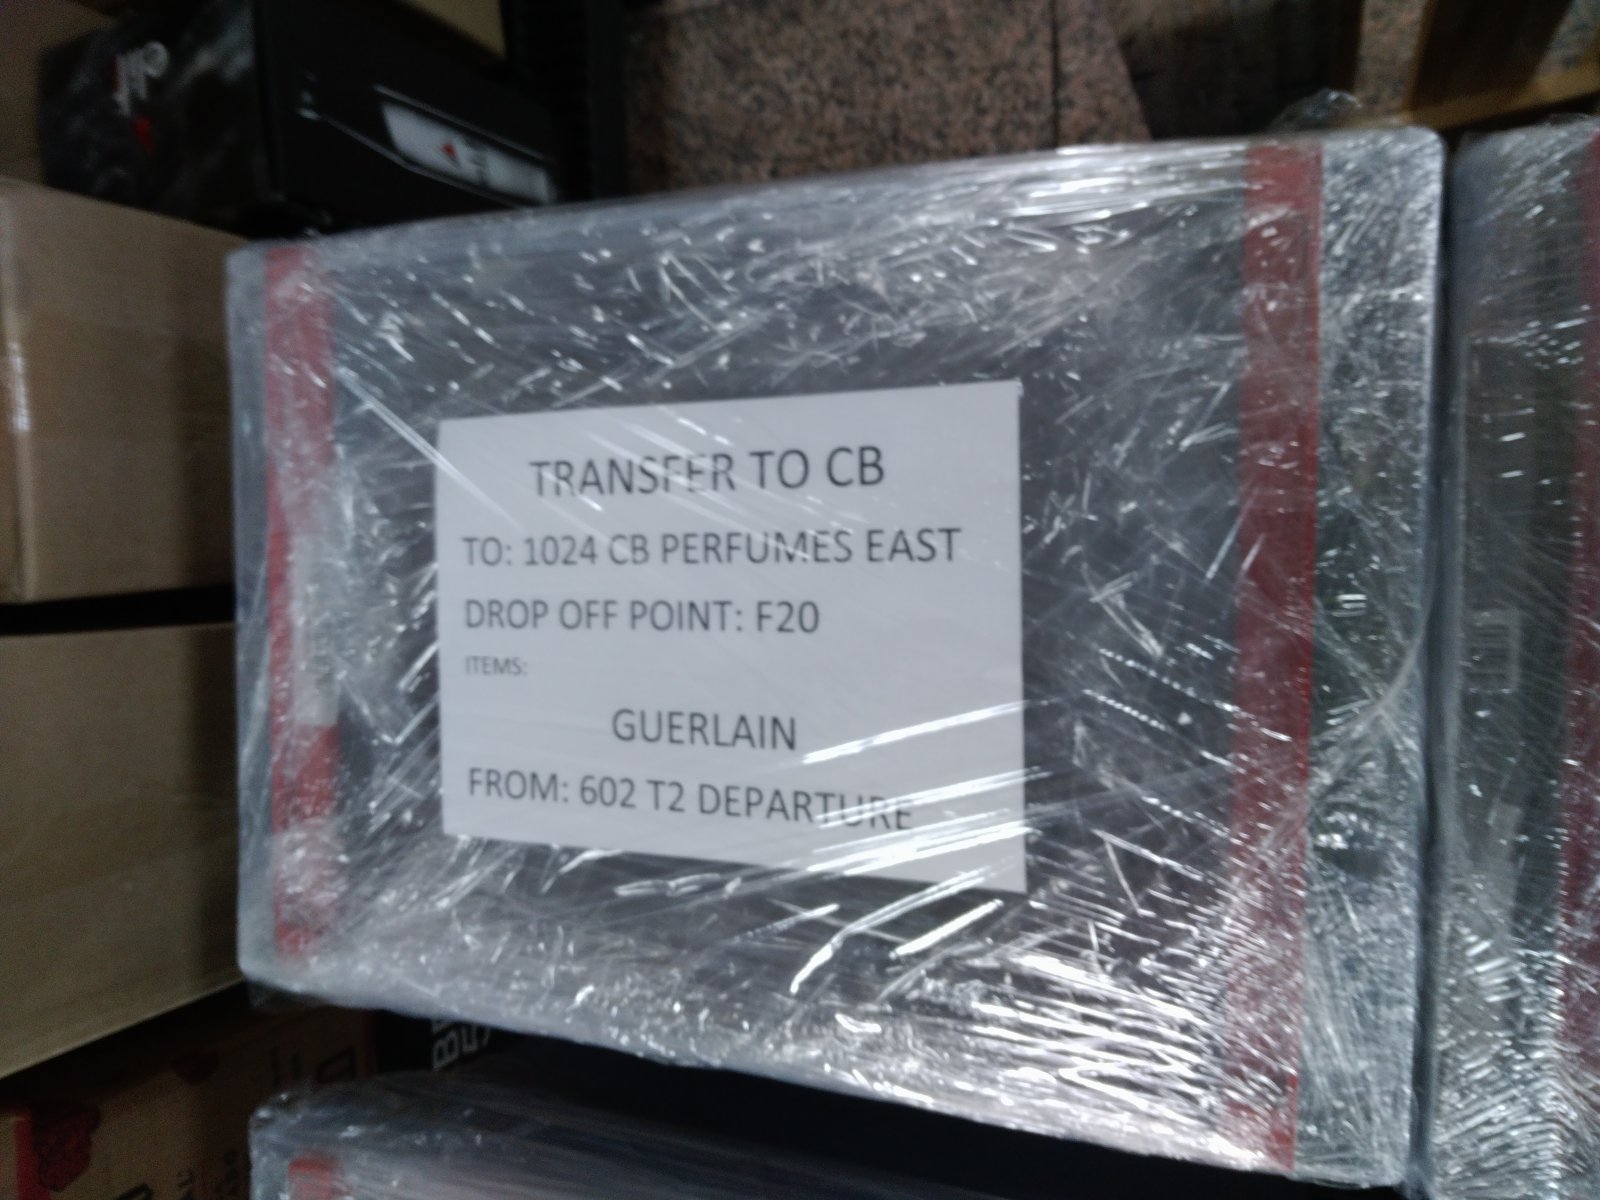 TRANSFER TO CB
TO: 1024 CB PERFUMES EAST
DROP OFF POINT: F20
ITEMS:
GUERLAIN
FROM: 602 T2 DEPARTURE